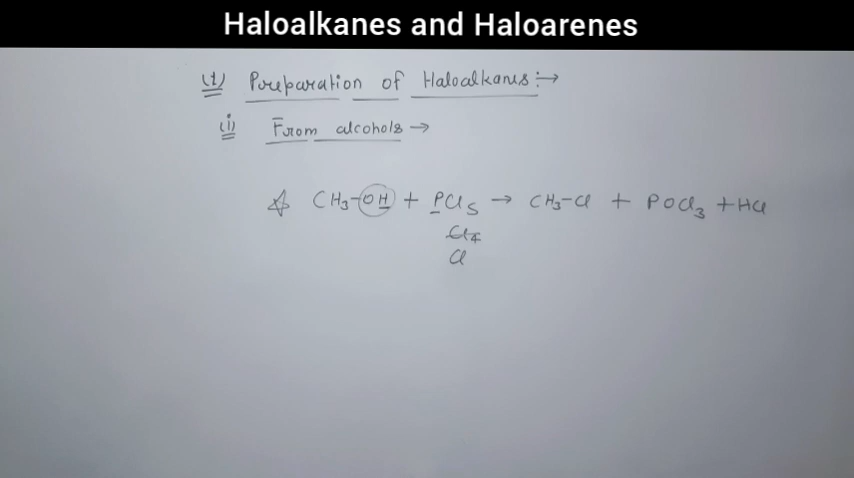 Haloalkanes and Haloarenes
(1) Preparation of Haloalkanes:→
(i) From alcohols →
☆ CH3-OH + PCl5 → CH3-Cl + POCl3 + HCl
Cl4
Cl